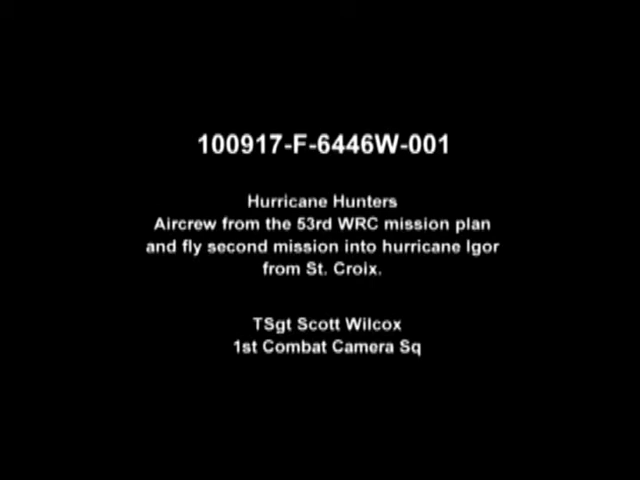 100917-F-6446W-001
Hurricane Hunters
Aircrew from the 53rd WRC mission plan
and fly second mission into hurricane Igor
from St. Croix.
TSgt Scott Wilcox
1st Combat Camera Sq